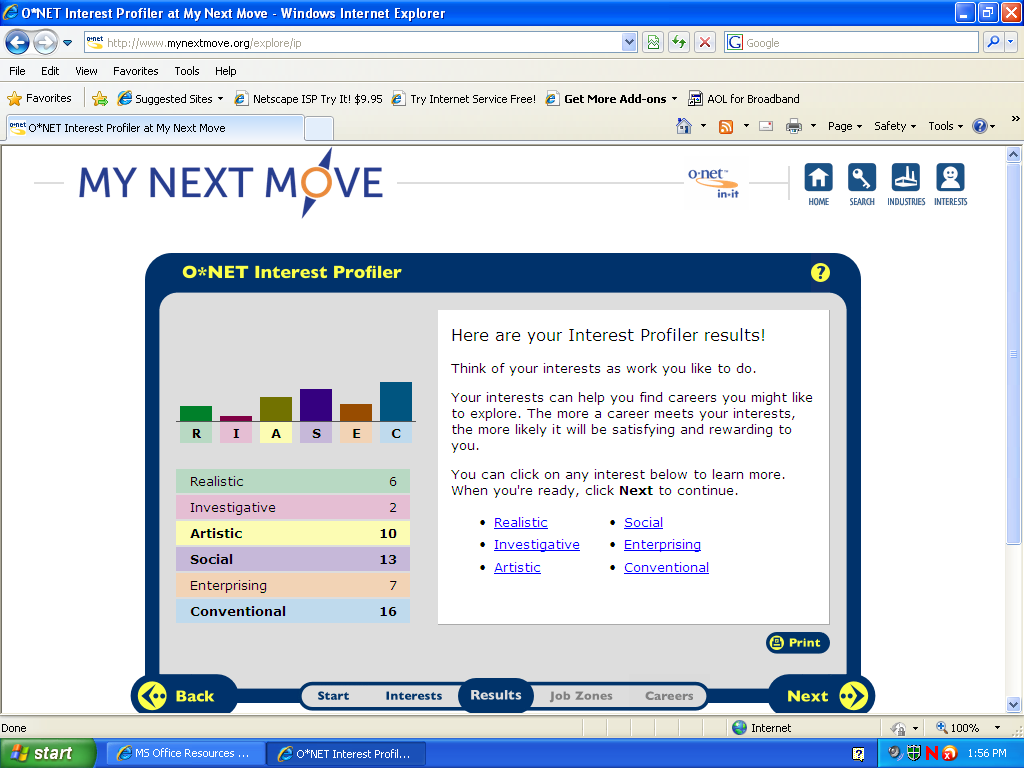 O*NET Interest Profiler at My Next Move - Windows Internet Explorer
o·net http://www.mynextmove.org/explore/ip
Google
File Edit View Favorites Tools Help
Favorites Suggested Sites Netscape ISP Try It! $9.95 Try Internet Service Free! Get More Add-ons AOL for Broadband
o·net O*NET Interest Profiler at My Next Move
Page Safety Tools »
MY NEXT MOVE
o·net™
in-it
HOME SEARCH INDUSTRIES INTERESTS
O*NET Interest Profiler ?
R I A S E C
Realistic 6
Investigative 2
Artistic 10
Social 13
Enterprising 7
Conventional 16
Here are your Interest Profiler results!
Think of your interests as work you like to do.
Your interests can help you find careers you might like
to explore. The more a career meets your interests,
the more likely it will be satisfying and rewarding to
you.
You can click on any interest below to learn more.
When you're ready, click Next to continue.
• Realistic • Social
• Investigative • Enterprising
• Artistic • Conventional
Print
Back Start Interests Results Job Zones Careers Next
Done Internet 100%
start MS Office Resources ... O*NET Interest Profil... 1:56 PM